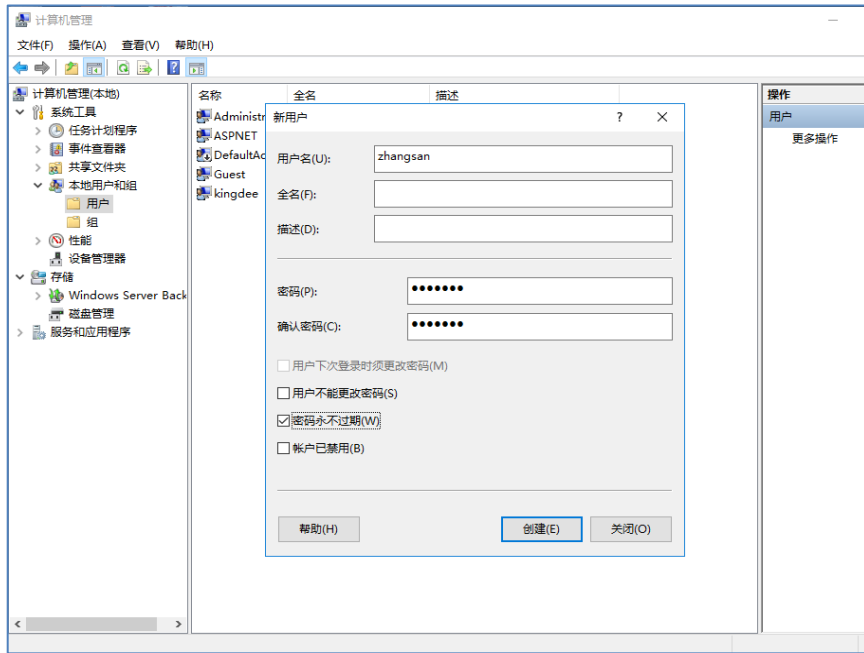 计算机管理
文件(F) 操作(A) 查看(V) 帮助(H)
计算机管理(本地)
系统工具
任务计划程序
事件查看器
共享文件夹
本地用户和组
用户
组
性能
设备管理器
存储
Windows Server Back
磁盘管理
服务和应用程序
名称 全名 描述
Administr
ASPNET
DefaultAc
Guest
kingdee
新用户
用户名(U): zhangsan
全名(F):
描述(D):
密码(P): ●●●●●●●
确认密码(C): ●●●●●●●
用户下次登录时须更改密码(M)
用户不能更改密码(S)
密码永不过期(W)
帐户已禁用(B)
帮助(H) 创建(E) 关闭(O)
操作
用户
更多操作